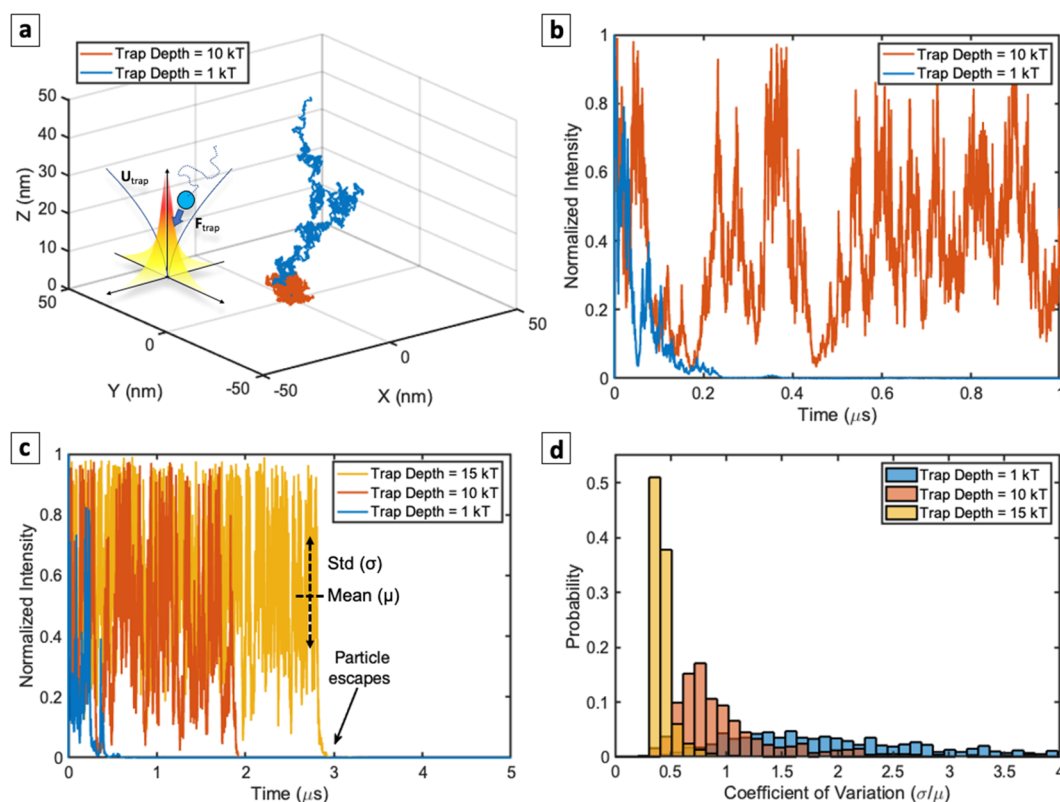 a
Trap Depth = 10 kT
Trap Depth = 1 kT
50
40
30
20
10
0
Z (nm)
50
0
-50
Y (nm)
-50
0
50
X (nm)
Utrap
Ftrap
b
Trap Depth = 10 kT
Trap Depth = 1 kT
1
0.8
0.6
0.4
0.2
0
Normalized Intensity
0.2
0.4
0.6
0.8
1
Time (μs)
c
Trap Depth = 15 kT
Trap Depth = 10 kT
Trap Depth = 1 kT
Std (σ)
Mean (μ)
Particle
escapes
1
0.8
0.6
0.4
0.2
0
Normalized Intensity
0
1
2
3
4
5
Time (μs)
d
Trap Depth = 1 kT
Trap Depth = 10 kT
Trap Depth = 15 kT
0.5
0.4
0.3
0.2
0.1
0
Probability
0
0.5
1
1.5
2
2.5
3
3.5
4
Coefficient of Variation (σ/μ)